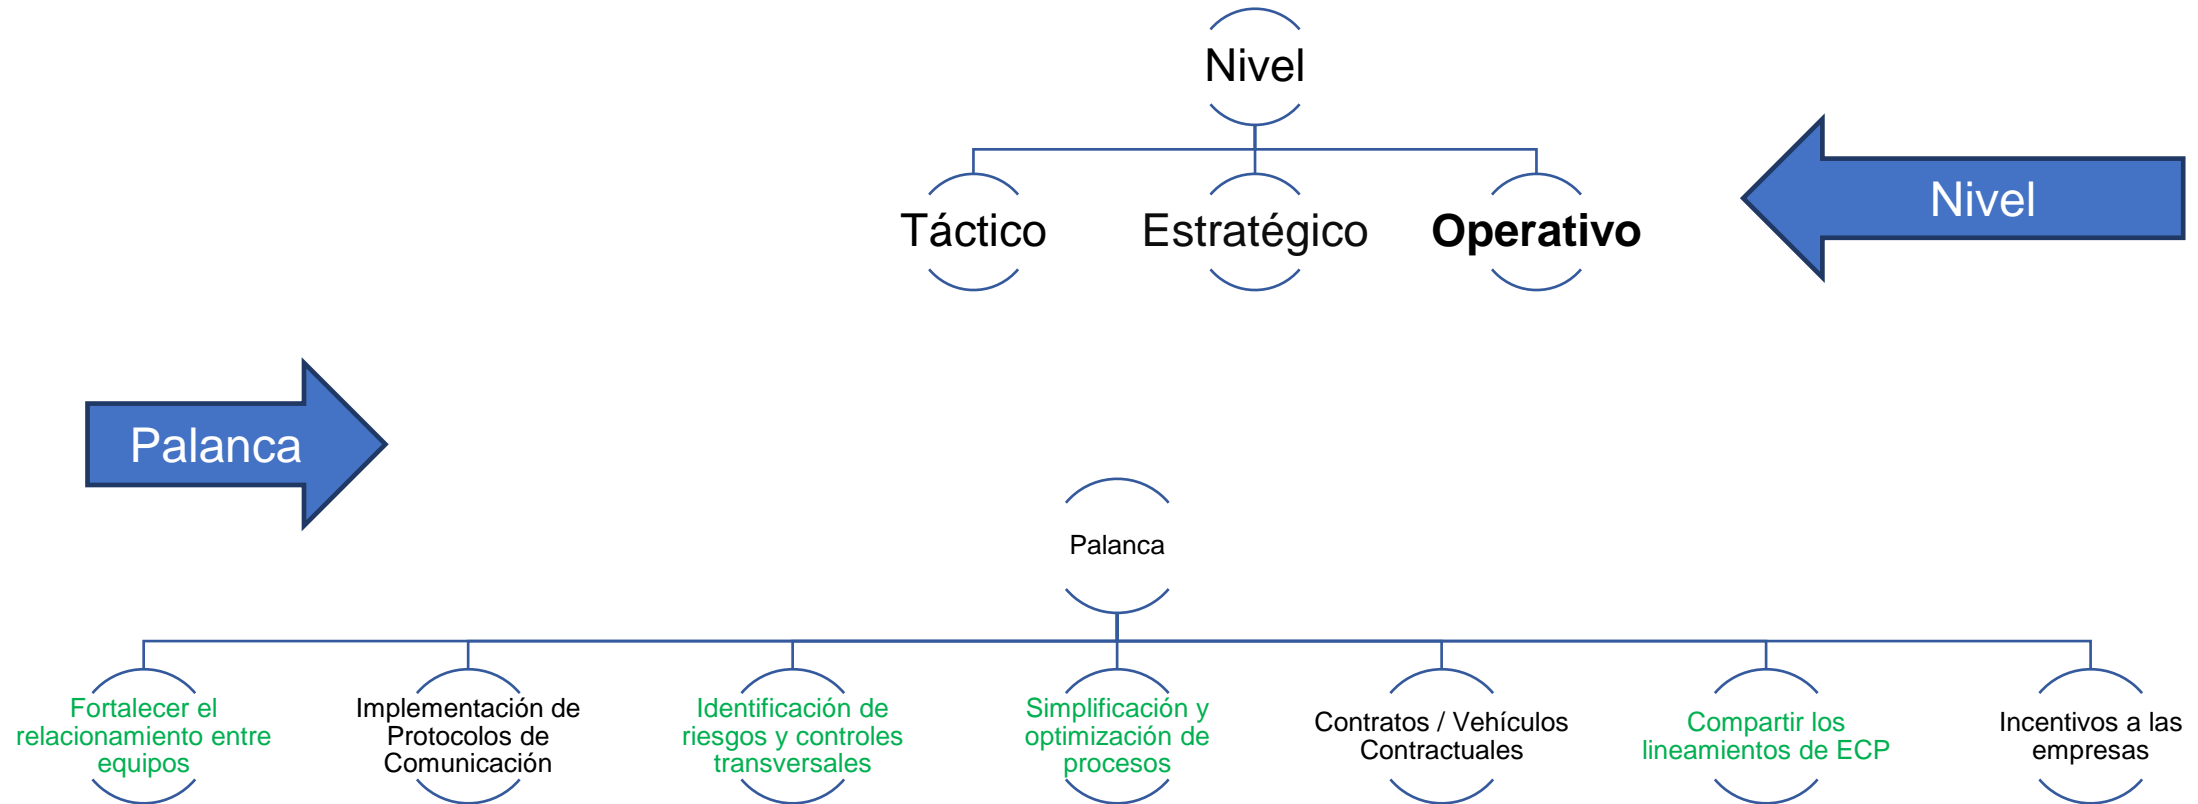 Nivel
Táctico
Estratégico
Operativo
Nivel
Palanca
Palanca
Fortalecer el
relacionamiento entre
equipos
Implementación de
Protocolos de
Comunicación
Identificación de
riesgos y controles
transversales
Simplificación y
optimización de
procesos
Contratos / Vehículos
Contractuales
Compartir los
lineamientos de ECP
Incentivos a las
empresas